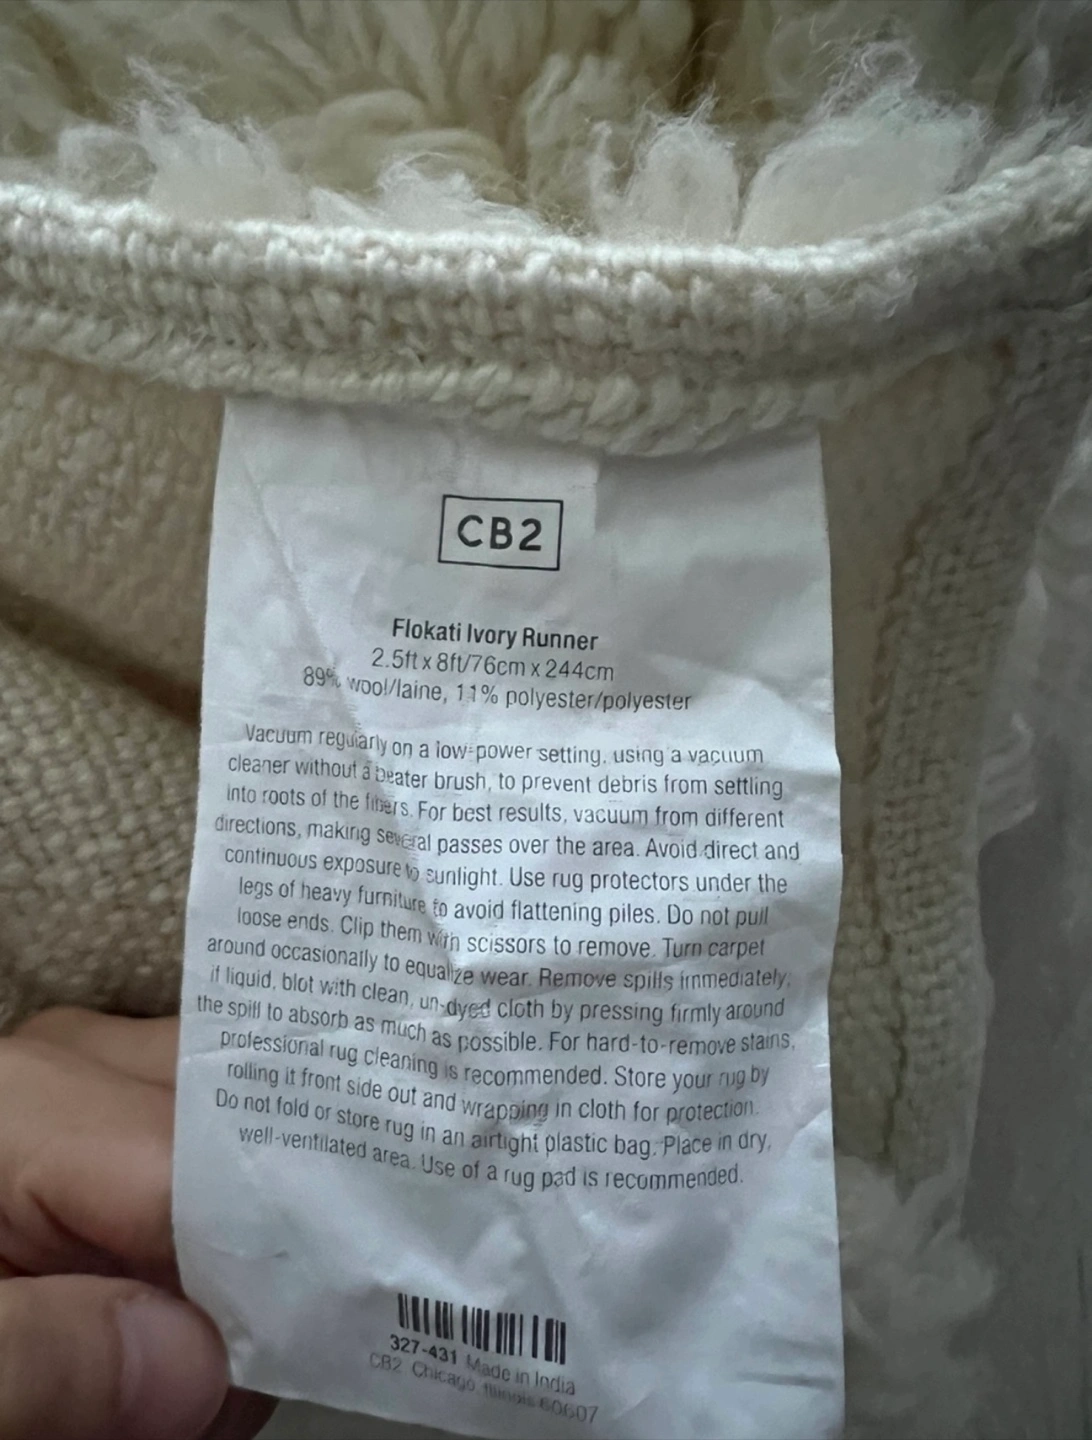 CB2
Flokati Ivory Runner
2.5ft x 8ft/76cm x 244cm
89% wool/laine, 11% polyester/polyester
Vacuum regularly on a low-power setting, using a vacuum
cleaner without a beater brush, to prevent debris from settling
into roots of the fibers. For best results, vacuum from different
directions, making several passes over the area. Avoid direct and
continuous exposure to sunlight. Use rug protectors under the
legs of heavy furniture to avoid flattening piles. Do not pull
loose ends. Clip them with scissors to remove. Turn carpet
around occasionally to equalize wear. Remove spills immediately;
if liquid, blot with clean, un-dyed cloth by pressing firmly around
the spill to absorb as much as possible. For hard-to-remove stains,
professional rug cleaning is recommended. Store your rug by
rolling it front side out and wrapping in cloth for protection.
Do not fold or store rug in an airtight plastic bag. Place in dry,
well-ventilated area. Use of a rug pad is recommended.
327-431 Made in India
CB2 Chicago, Illinois 60607